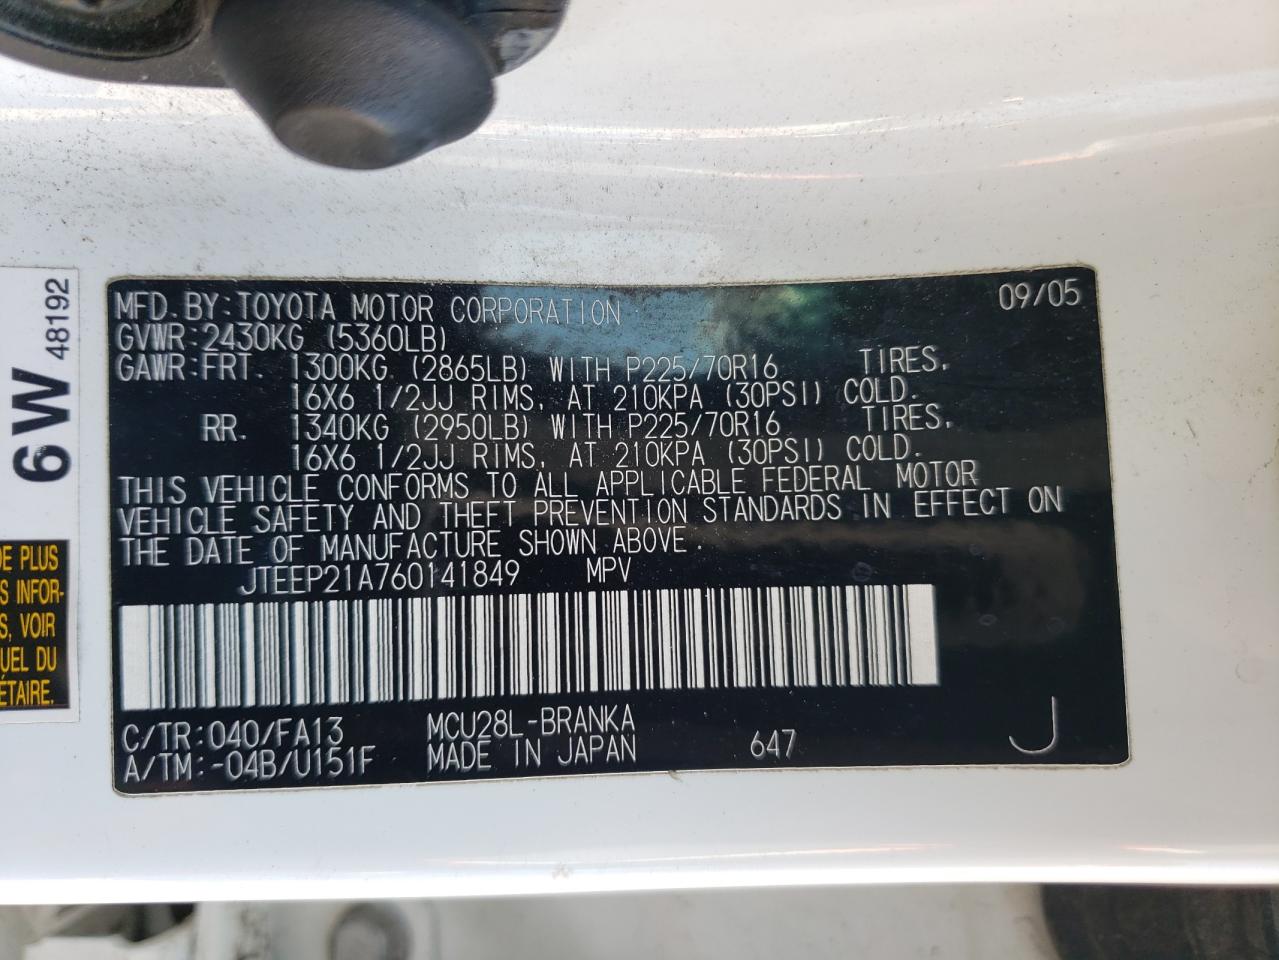 MFD.BY:TOYOTA MOTOR CORPORATION 09/05
GVWR:2430KG (5360LB)
GAWR:FRT. 1300KG (2865LB) WITH P225/70R16 TIRES,
16X6 1/2JJ RIMS, AT 210KPA (30PSI) COLD.
RR. 1340KG (2950LB) WITH P225/70R16 TIRES,
16X6 1/2JJ RIMS, AT 210KPA (30PSI) COLD.
THIS VEHICLE CONFORMS TO ALL APPLICABLE FEDERAL MOTOR
VEHICLE SAFETY AND THEFT PREVENTION STANDARDS IN EFFECT ON
THE DATE OF MANUFACTURE SHOWN ABOVE.
JTEEP21A760141849 MPV
C/TR:040/FA13 MCU28L-BRANKA
A/TM:-04B/U151F MADE IN JAPAN 647 J
6W 48192
DE PLUS
S INFOR-
S, VOIR
UEL DU
ÉTAIRE.